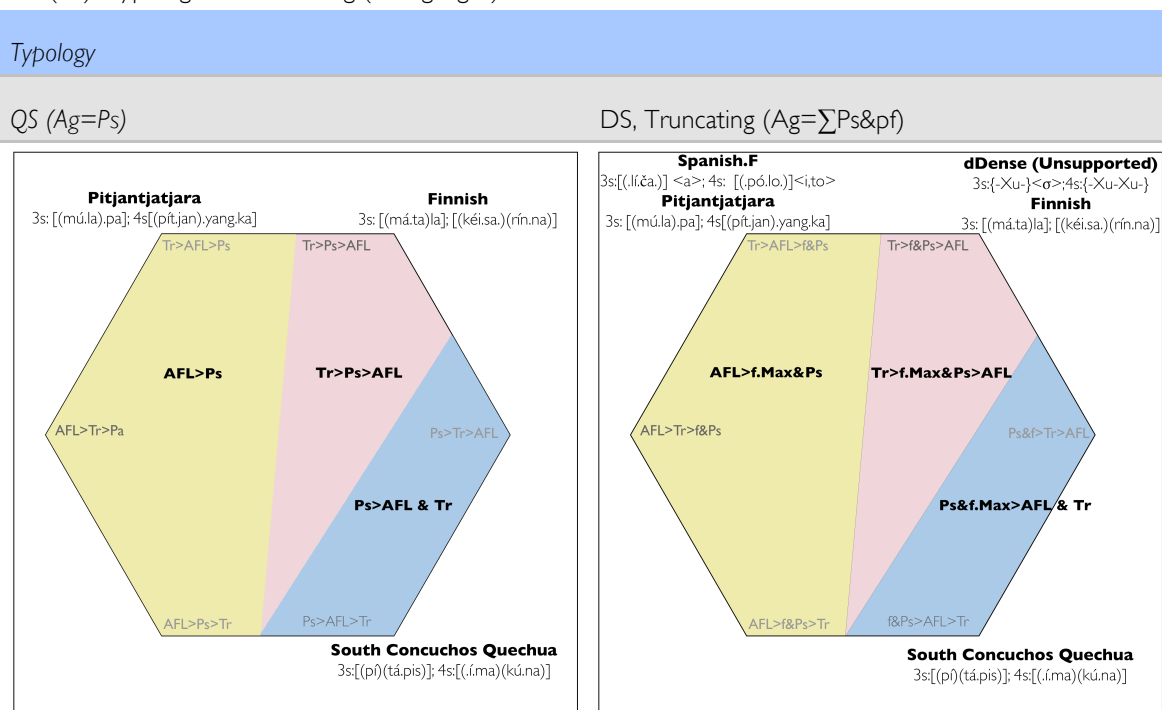 Typology
QS (Ag=Ps)
DS, Truncating (Ag=∑Ps&pf)
Pitjantjatjara
3s: [(mú.la).pa]; 4s[(pít.jan).yang.ka]
Finnish
3s: [(má.ta)la]; [(kéi.sa.)(rín.na)]
Tr>AFL>Ps
Tr>Ps>AFL
AFL>Ps
Tr>Ps>AFL
AFL>Tr>Pa
Ps>Tr>AFL
Ps>AFL & Tr
AFL>Ps>Tr
Ps>AFL>Tr
South Concuchos Quechua
3s:[(pí)(tá.pis)]; 4s:[(.í.ma)(kú.na)]
Spanish.F
3s:[(.lí.ča.)] <a>; 4s: [(.pó.lo.)]<i,to>
Pitjantjatjara
3s: [(mú.la).pa]; 4s[(pít.jan).yang.ka]
dDense (Unsupported)
3s:{-Xu-}<σ>;4s:{-Xu-Xu-}
Finnish
3s: [(má.ta)la]; [(kéi.sa.)(rín.na)]
Tr>AFL>f&Ps
Tr>f&Ps>AFL
AFL>f.Max&Ps
Tr>f.Max&Ps>AFL
AFL>Tr>f&Ps
Ps&f>Tr>AFL
Ps&f.Max>AFL & Tr
AFL>f&Ps>Tr
f&Ps>AFL>Tr
South Concuchos Quechua
3s:[(pí)(tá.pis)]; 4s:[(.í.ma)(kú.na)]